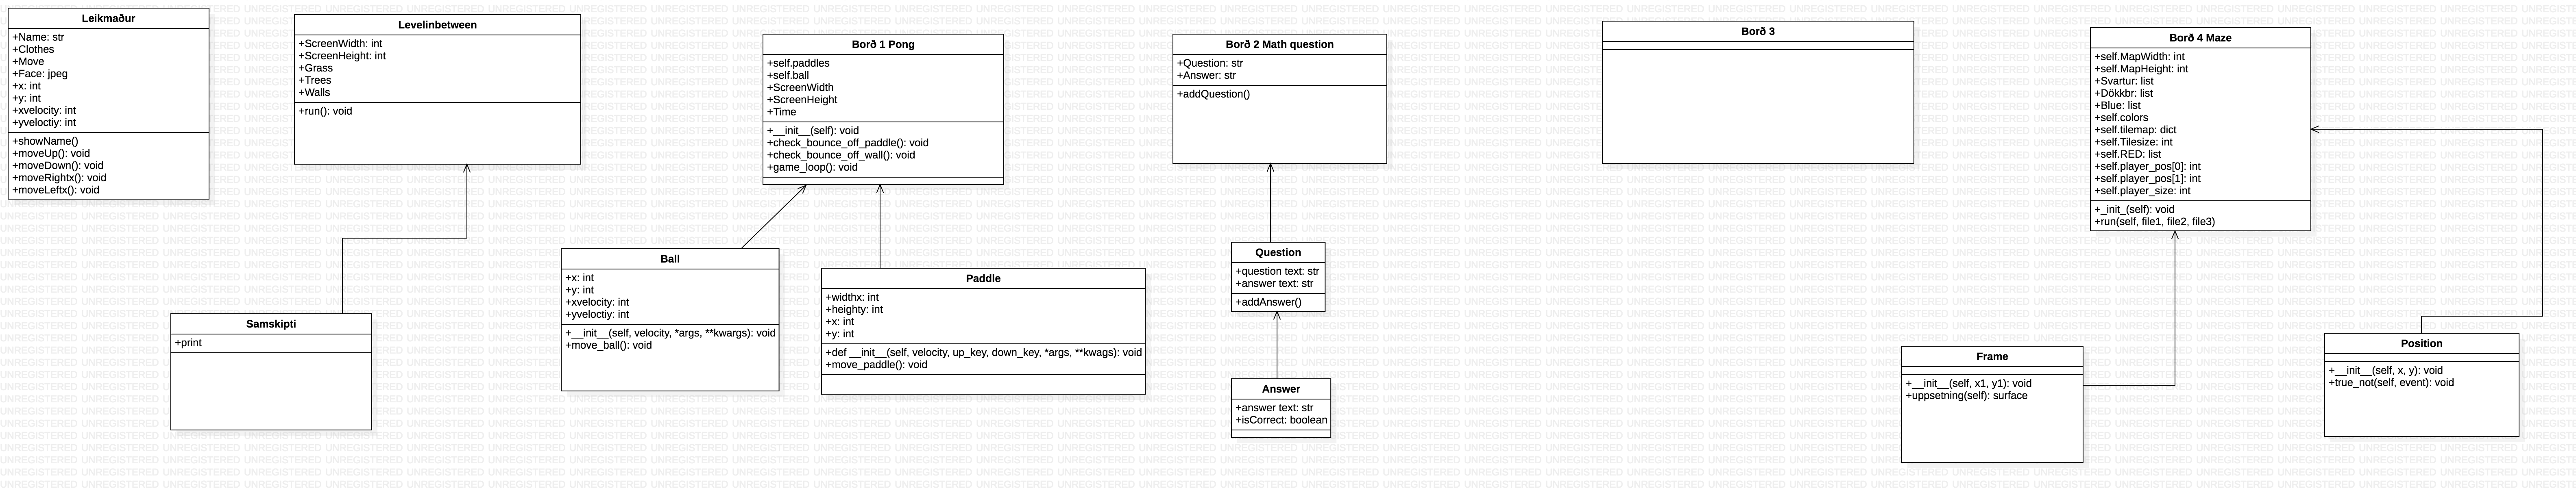 Leikmaður
+Name: str
+Clothes
+Move
+Face: jpeg
+x: int
+y: int
+xvelocity: int
+yveloctiy: int
+showName()
+moveUp(): void
+moveDown(): void
+moveRightx(): void
+moveLeftx(): void
Levelinbetween
+ScreenWidth: int
+ScreenHeight: int
+Grass
+Trees
+Walls
+run(): void
Samskipti
+print
Borð 1 Pong
+self.paddles
+self.ball
+ScreenWidth
+ScreenHeight
+Time
+__init__(self): void
+check_bounce_off_paddle(): void
+check_bounce_off_wall(): void
+game_loop(): void
Ball
+x: int
+y: int
+xvelocity: int
+yveloctiy: int
+__init__(self, velocity, *args, **kwargs): void
+move_ball(): void
Paddle
+widthx: int
+heighty: int
+x: int
+y: int
+def __init__(self, velocity, up_key, down_key, *args, **kwags): void
+move_paddle(): void
Borð 2 Math question
+Question: str
+Answer: str
+addQuestion()
Question
+question text: str
+answer text: str
+addAnswer()
Answer
+answer text: str
+isCorrect: boolean
Borð 3
Borð 4 Maze
+self.MapWidth: int
+self.MapHeight: int
+Svartur: list
+Dökkbr: list
+Blue: list
+self.colors
+self.tilemap: dict
+self.Tilesize: int
+self.RED: list
+self.player_pos[0]: int
+self.player_pos[1]: int
+self.player_size: int
+_init_(self): void
+run(self, file1, file2, file3)
Frame
+__init__(self, x1, y1): void
+uppsetning(self): surface
Position
+__init__(self, x, y): void
+true_not(self, event): void